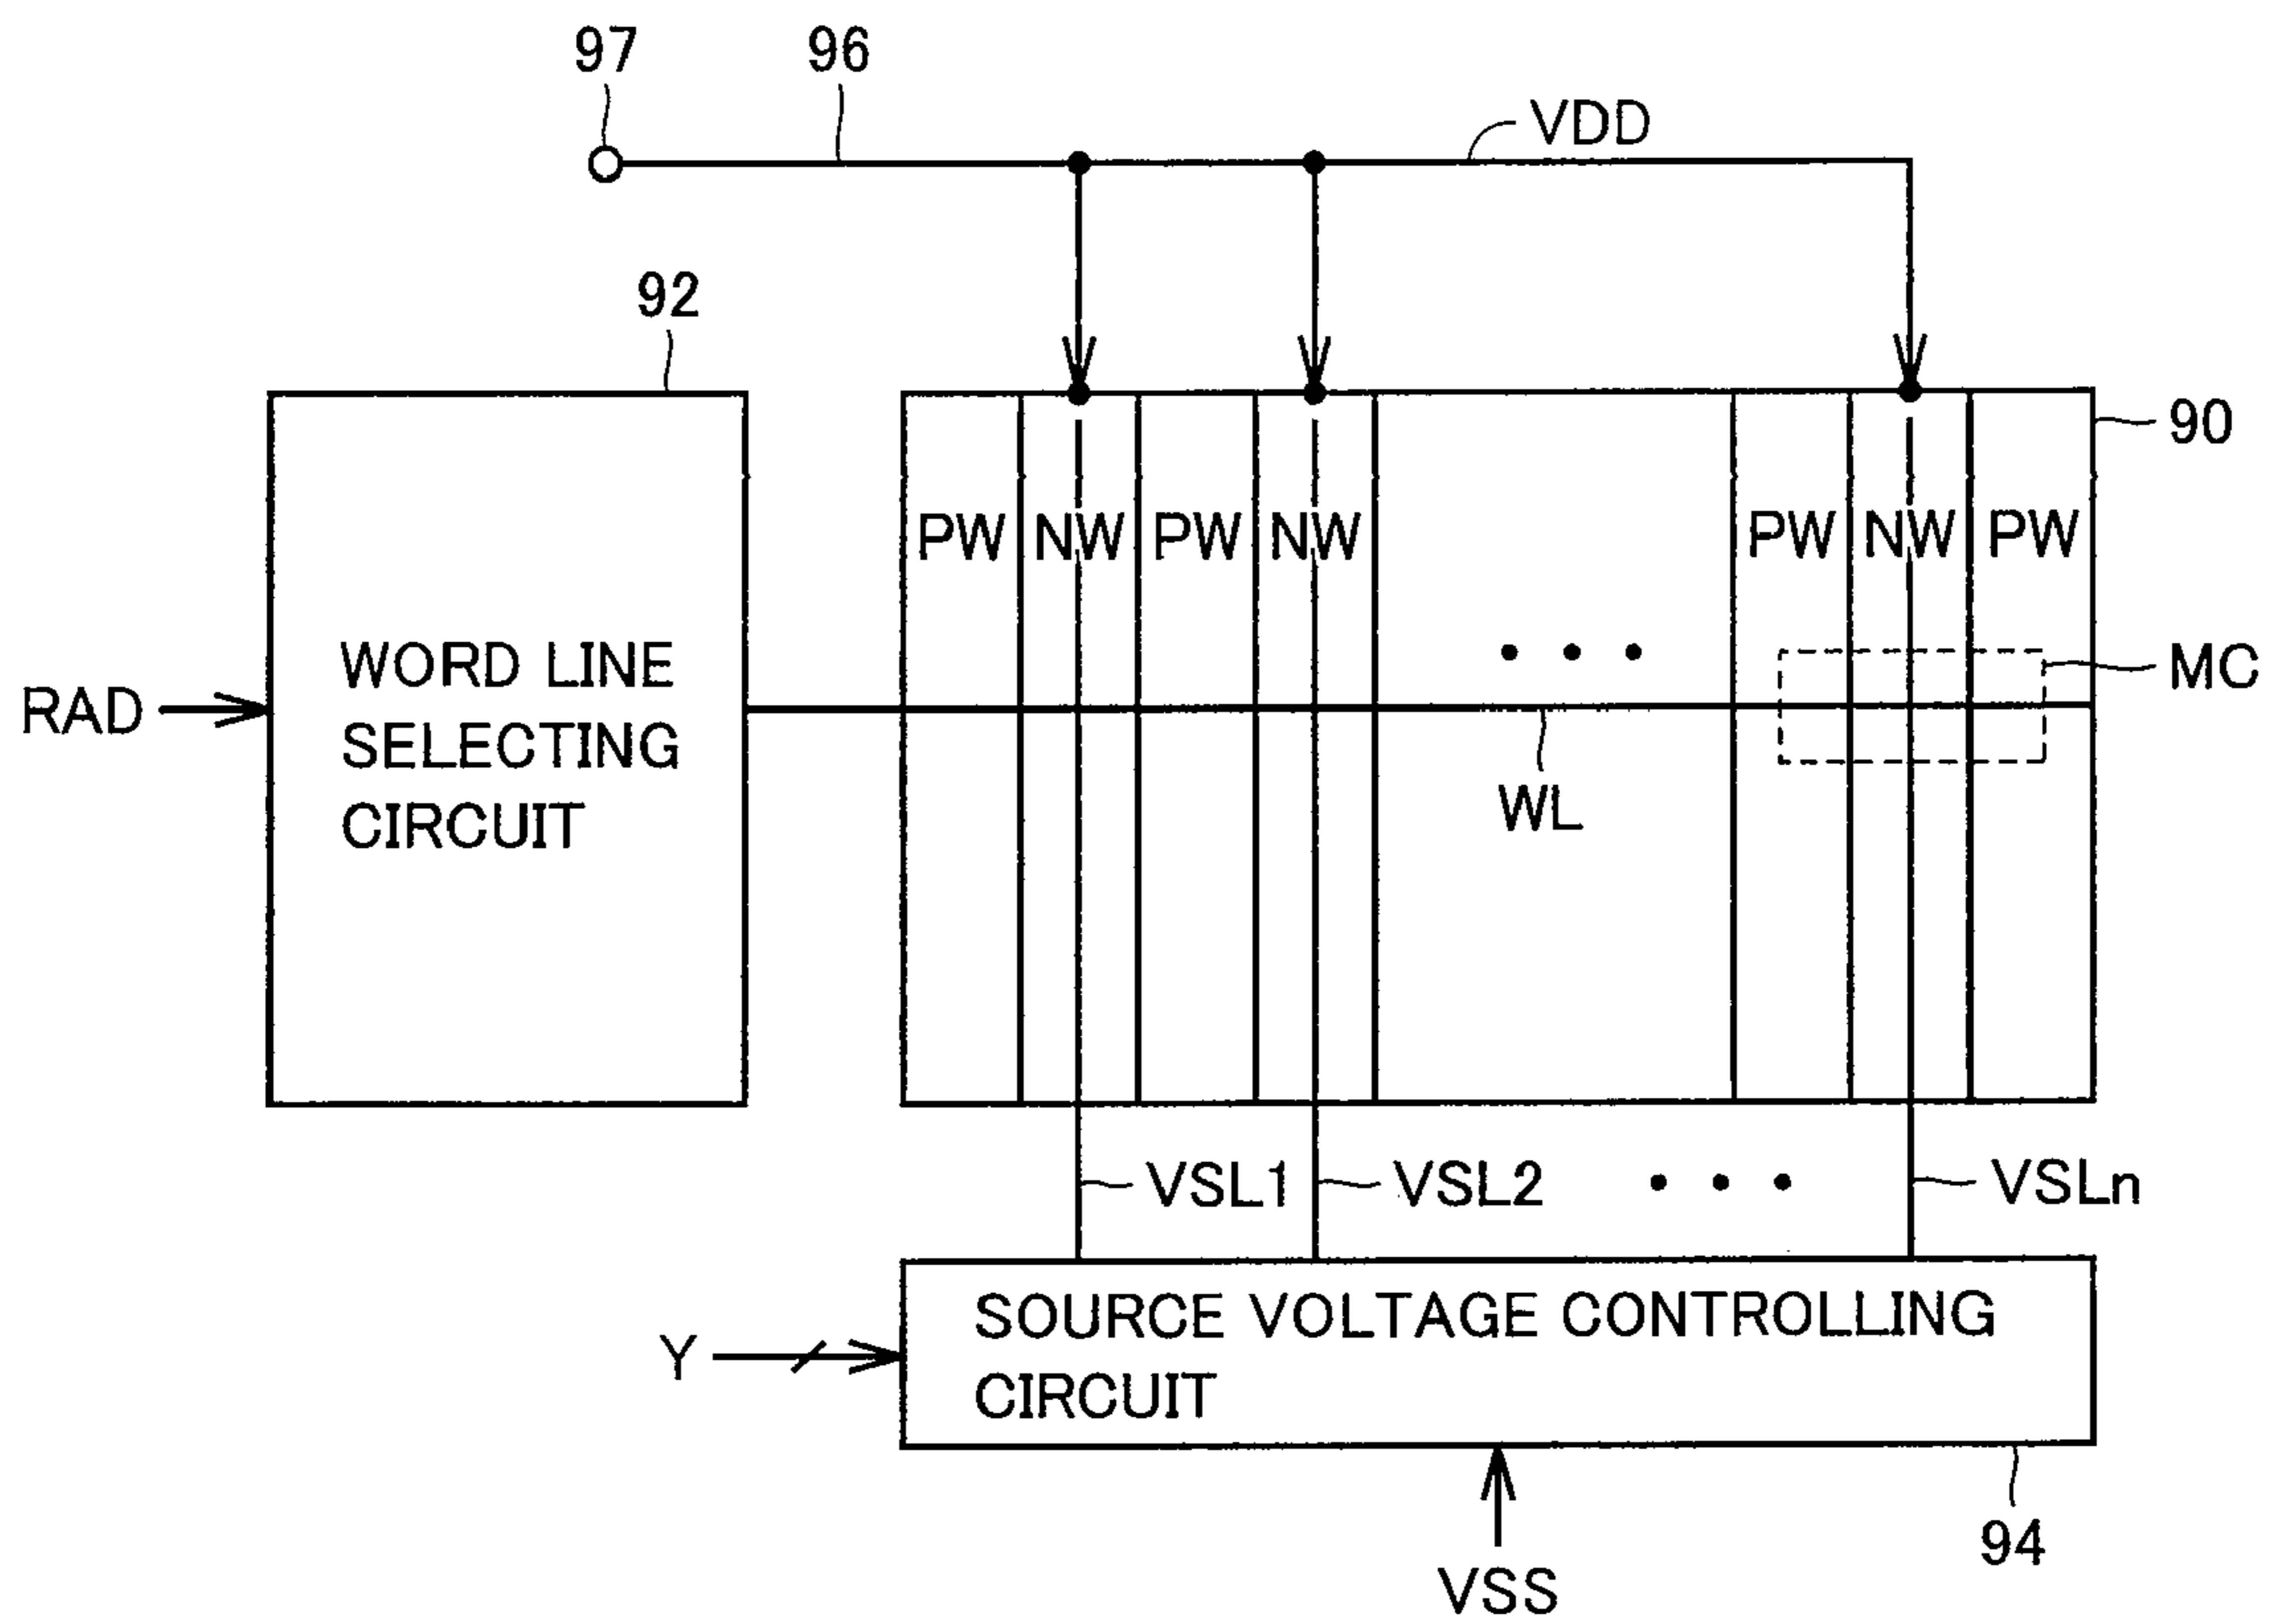 97
96
VDD
92
90
PW NW PW NW PW NW PW
WORD LINE
SELECTING
CIRCUIT
RAD
MC
WL
VSL1 VSL2 VSLn
SOURCE VOLTAGE CONTROLLING
CIRCUIT
Y
94
VSS